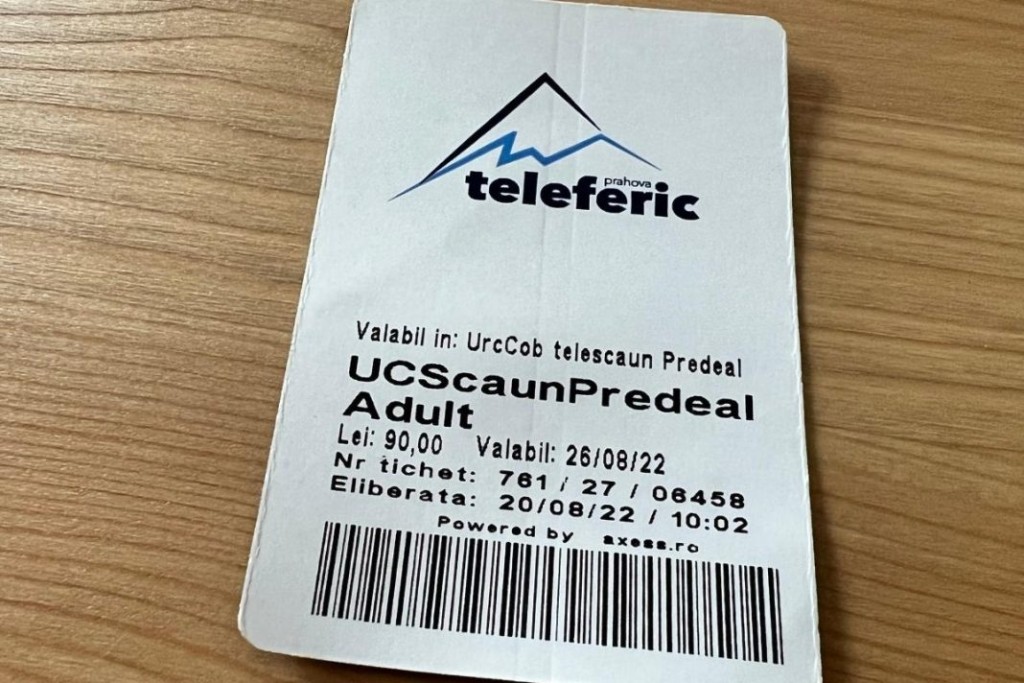 prahova
teleferic
Valabil in: UrcCob telescaun Predeal
UCScaunPredeal
Adult
Lei: 90,00 Valabil: 26/08/22
Nr tichet: 761 / 27 / 06458
Eliberata: 20/08/22 / 10:02
Powered by axess.ro